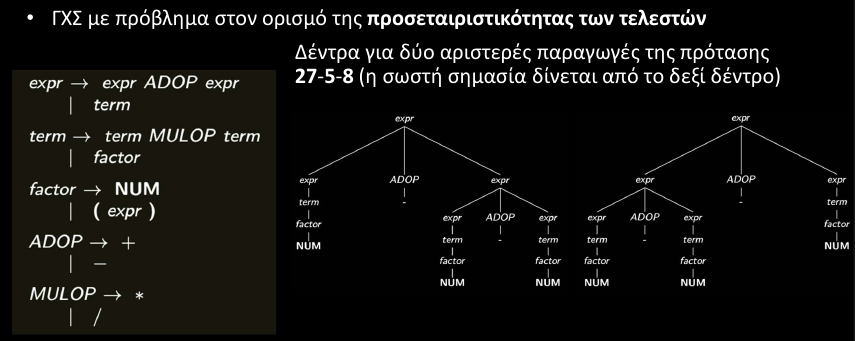 • ΓΧΣ με πρόβλημα στον ορισμό της προσεταιριστικότητας των τελεστών
Δέντρα για δύο αριστερές παραγωγές της πρότασης
27-5-8 (η σωστή σημασία δίνεται από το δεξί δέντρο)
expr → expr ADOP expr
| term
term → term MULOP term
| factor
factor → NUM
| ( expr )
ADOP → +
| −
MULOP → *
| /
expr
expr ADOP expr
term - expr ADOP expr
factor term - term
NUM factor factor
NUM NUM
expr
expr ADOP expr
expr ADOP expr - term
term - term factor
factor factor NUM
NUM NUM